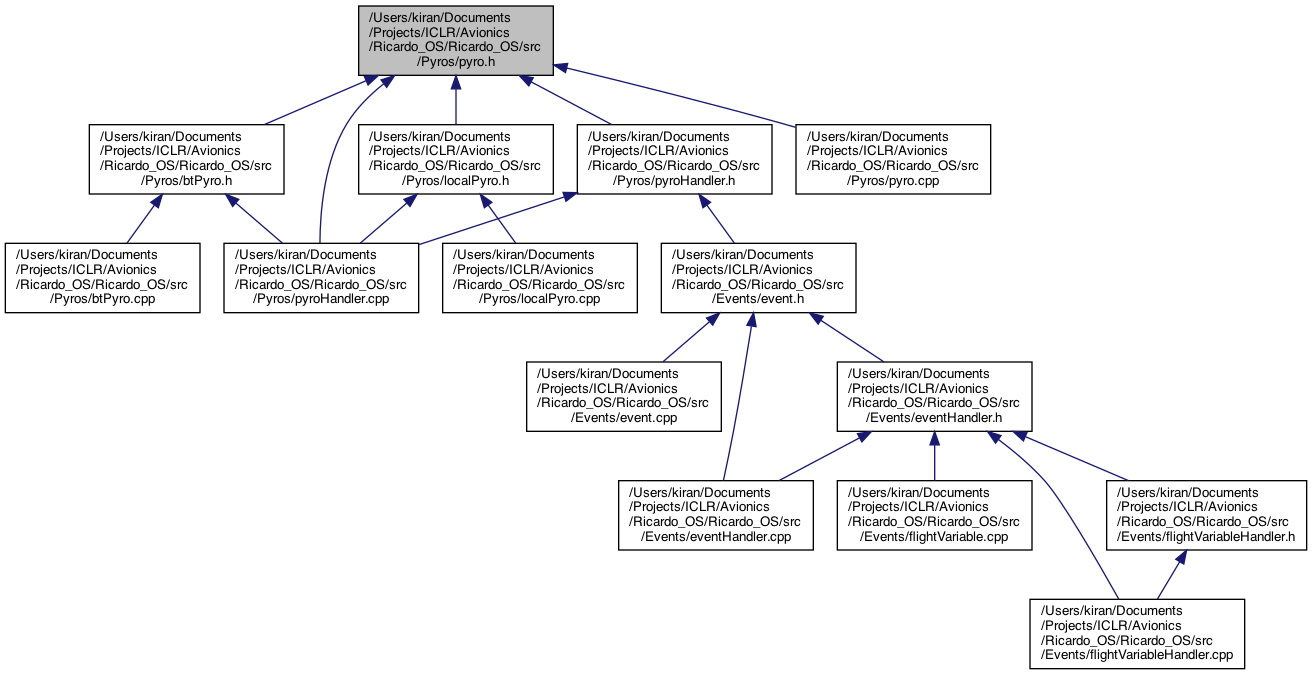 /Users/kiran/Documents
/Projects/ICLR/Avionics
/Ricardo_OS/Ricardo_OS/src
/Pyros/pyro.h
/Users/kiran/Documents
/Projects/ICLR/Avionics
/Ricardo_OS/Ricardo_OS/src
/Pyros/btPyro.h
/Users/kiran/Documents
/Projects/ICLR/Avionics
/Ricardo_OS/Ricardo_OS/src
/Pyros/localPyro.h
/Users/kiran/Documents
/Projects/ICLR/Avionics
/Ricardo_OS/Ricardo_OS/src
/Pyros/pyroHandler.h
/Users/kiran/Documents
/Projects/ICLR/Avionics
/Ricardo_OS/Ricardo_OS/src
/Pyros/pyro.cpp
/Users/kiran/Documents
/Projects/ICLR/Avionics
/Ricardo_OS/Ricardo_OS/src
/Pyros/btPyro.cpp
/Users/kiran/Documents
/Projects/ICLR/Avionics
/Ricardo_OS/Ricardo_OS/src
/Pyros/pyroHandler.cpp
/Users/kiran/Documents
/Projects/ICLR/Avionics
/Ricardo_OS/Ricardo_OS/src
/Pyros/localPyro.cpp
/Users/kiran/Documents
/Projects/ICLR/Avionics
/Ricardo_OS/Ricardo_OS/src
/Events/event.h
/Users/kiran/Documents
/Projects/ICLR/Avionics
/Ricardo_OS/Ricardo_OS/src
/Events/event.cpp
/Users/kiran/Documents
/Projects/ICLR/Avionics
/Ricardo_OS/Ricardo_OS/src
/Events/eventHandler.h
/Users/kiran/Documents
/Projects/ICLR/Avionics
/Ricardo_OS/Ricardo_OS/src
/Events/eventHandler.cpp
/Users/kiran/Documents
/Projects/ICLR/Avionics
/Ricardo_OS/Ricardo_OS/src
/Events/flightVariable.cpp
/Users/kiran/Documents
/Projects/ICLR/Avionics
/Ricardo_OS/Ricardo_OS/src
/Events/flightVariableHandler.h
/Users/kiran/Documents
/Projects/ICLR/Avionics
/Ricardo_OS/Ricardo_OS/src
/Events/flightVariableHandler.cpp